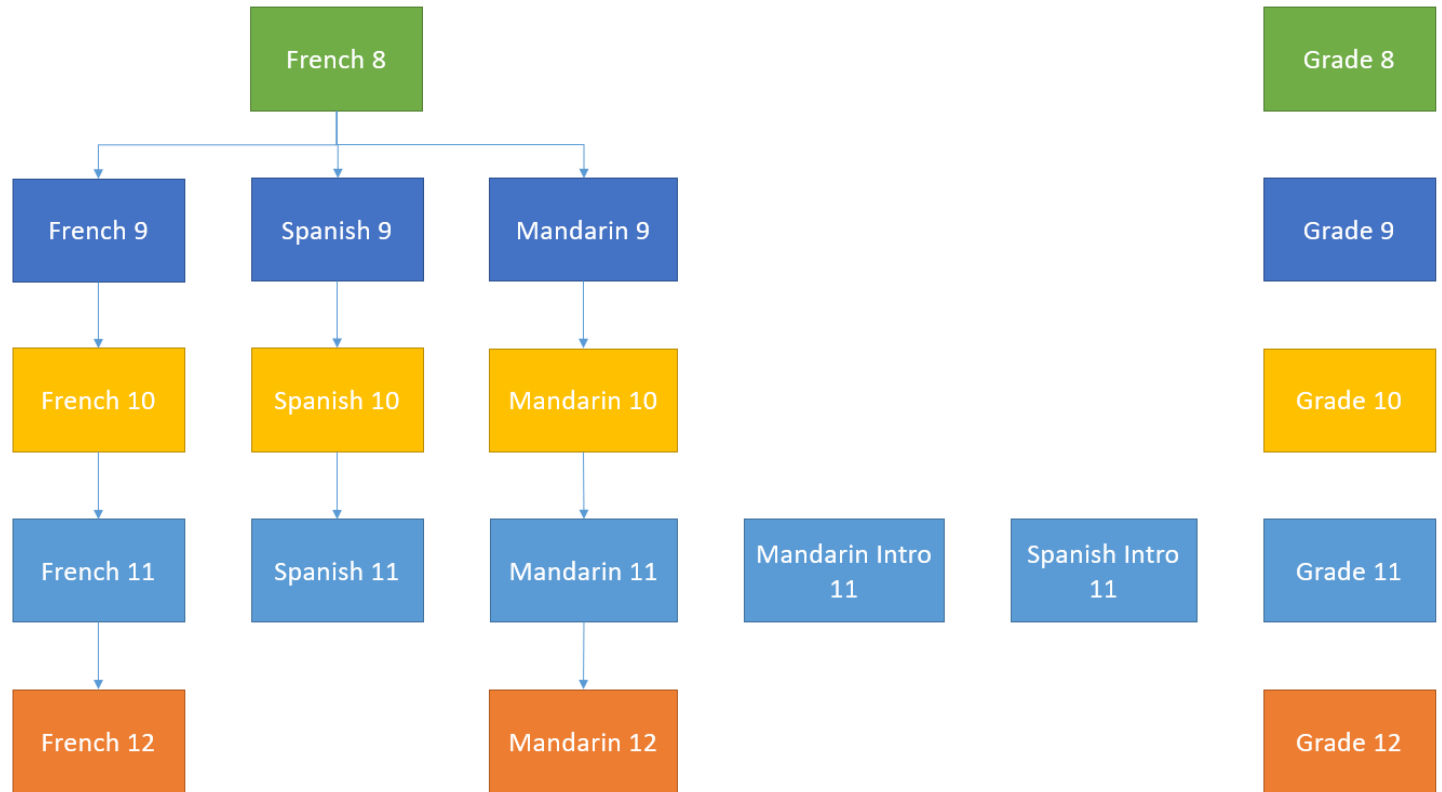 French 8
Grade 8
French 9
Spanish 9
Mandarin 9
Grade 9
French 10
Spanish 10
Mandarin 10
Grade 10
French 11
Spanish 11
Mandarin 11
Mandarin Intro
11
Spanish Intro
11
Grade 11
French 12
Mandarin 12
Grade 12